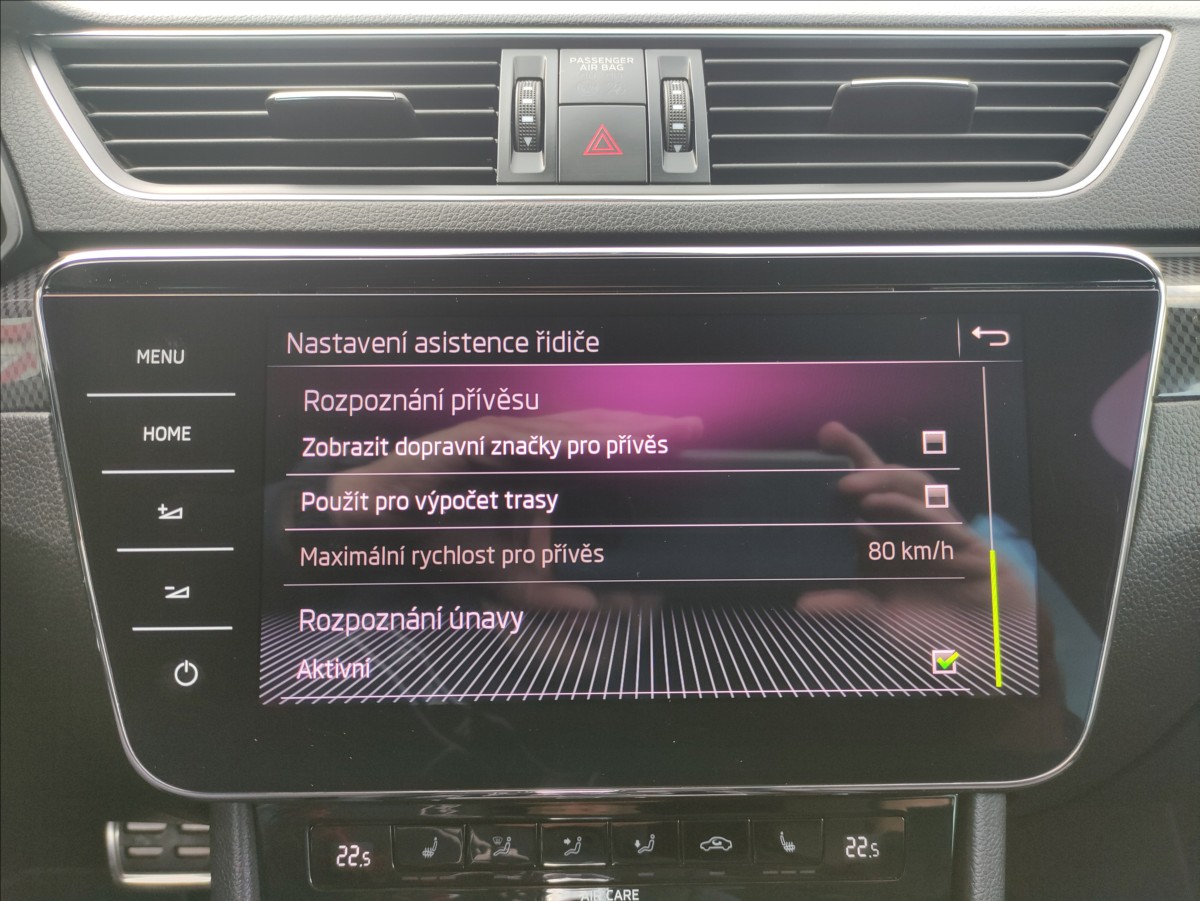 PASSENGER
AIR BAG
MENU
HOME
Nastavení asistence řidiče
Rozpoznání přívěsu
Zobrazit dopravní značky pro přívěs
Použít pro výpočet trasy
Maximální rychlost pro přívěs 80 km/h
Rozpoznání únavy
Aktivní
22.5 22.5
AIR CARE